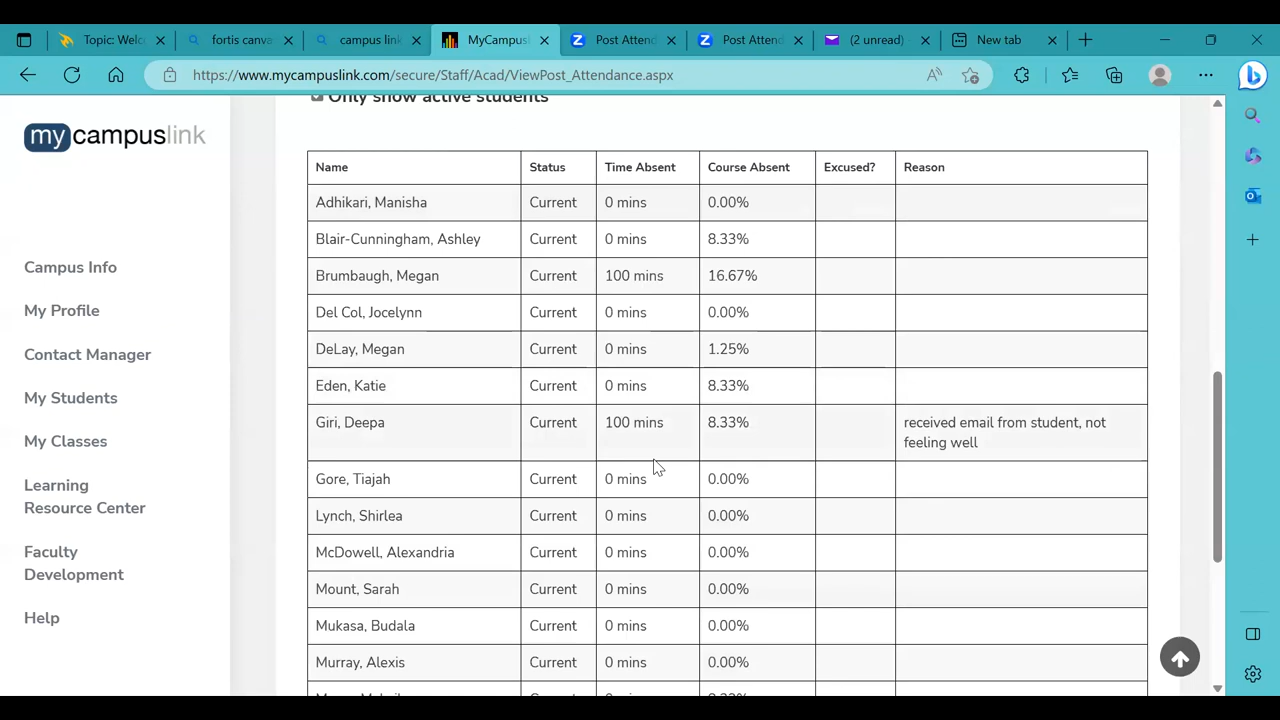 Topic: Welc
fortis canva
campus link
MyCampus
Post Attend
Post Attend
(2 unread)
New tab
https://www.mycampuslink.com/secure/Staff/Acad/ViewPost_Attendance.aspx
Only show active students
mycampuslink
Campus Info
My Profile
Contact Manager
My Students
My Classes
Learning
Resource Center
Faculty
Development
Help
Name Status Time Absent Course Absent Excused? Reason
Adhikari, Manisha Current 0 mins 0.00%
Blair-Cunningham, Ashley Current 0 mins 8.33%
Brumbaugh, Megan Current 100 mins 16.67%
Del Col, Jocelynn Current 0 mins 0.00%
DeLay, Megan Current 0 mins 1.25%
Eden, Katie Current 0 mins 8.33%
Giri, Deepa Current 100 mins 8.33% received email from student, not
feeling well
Gore, Tiajah Current 0 mins 0.00%
Lynch, Shirlea Current 0 mins 0.00%
McDowell, Alexandria Current 0 mins 0.00%
Mount, Sarah Current 0 mins 0.00%
Mukasa, Budala Current 0 mins 0.00%
Murray, Alexis Current 0 mins 0.00%